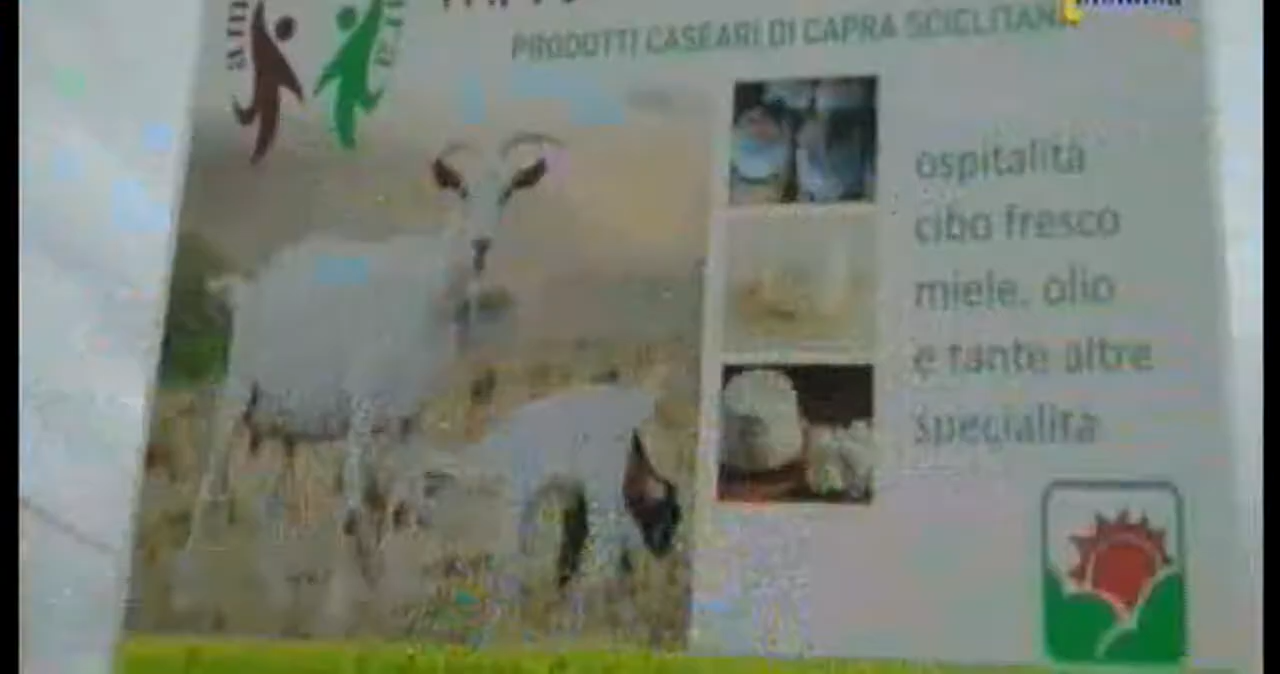 PRODOTTI CASEARI DI CAPRA SCICLITANA
ospitalità
cibo fresco
miele, olio
e tante altre
specialità